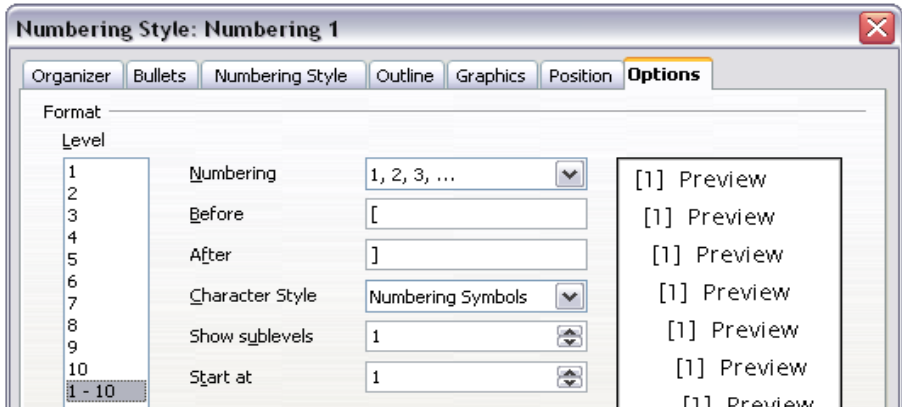 Numbering Style: Numbering 1
Organizer Bullets Numbering Style Outline Graphics Position Options
Format
Level
1
2
3
4
5
6
7
8
9
10
1 - 10
Numbering 1, 2, 3, ...
Before [
After ]
Character Style Numbering Symbols
Show sublevels 1
Start at 1
[1] Preview
[1] Preview
[1] Preview
[1] Preview
[1] Preview
[1] Preview
[1] Preview